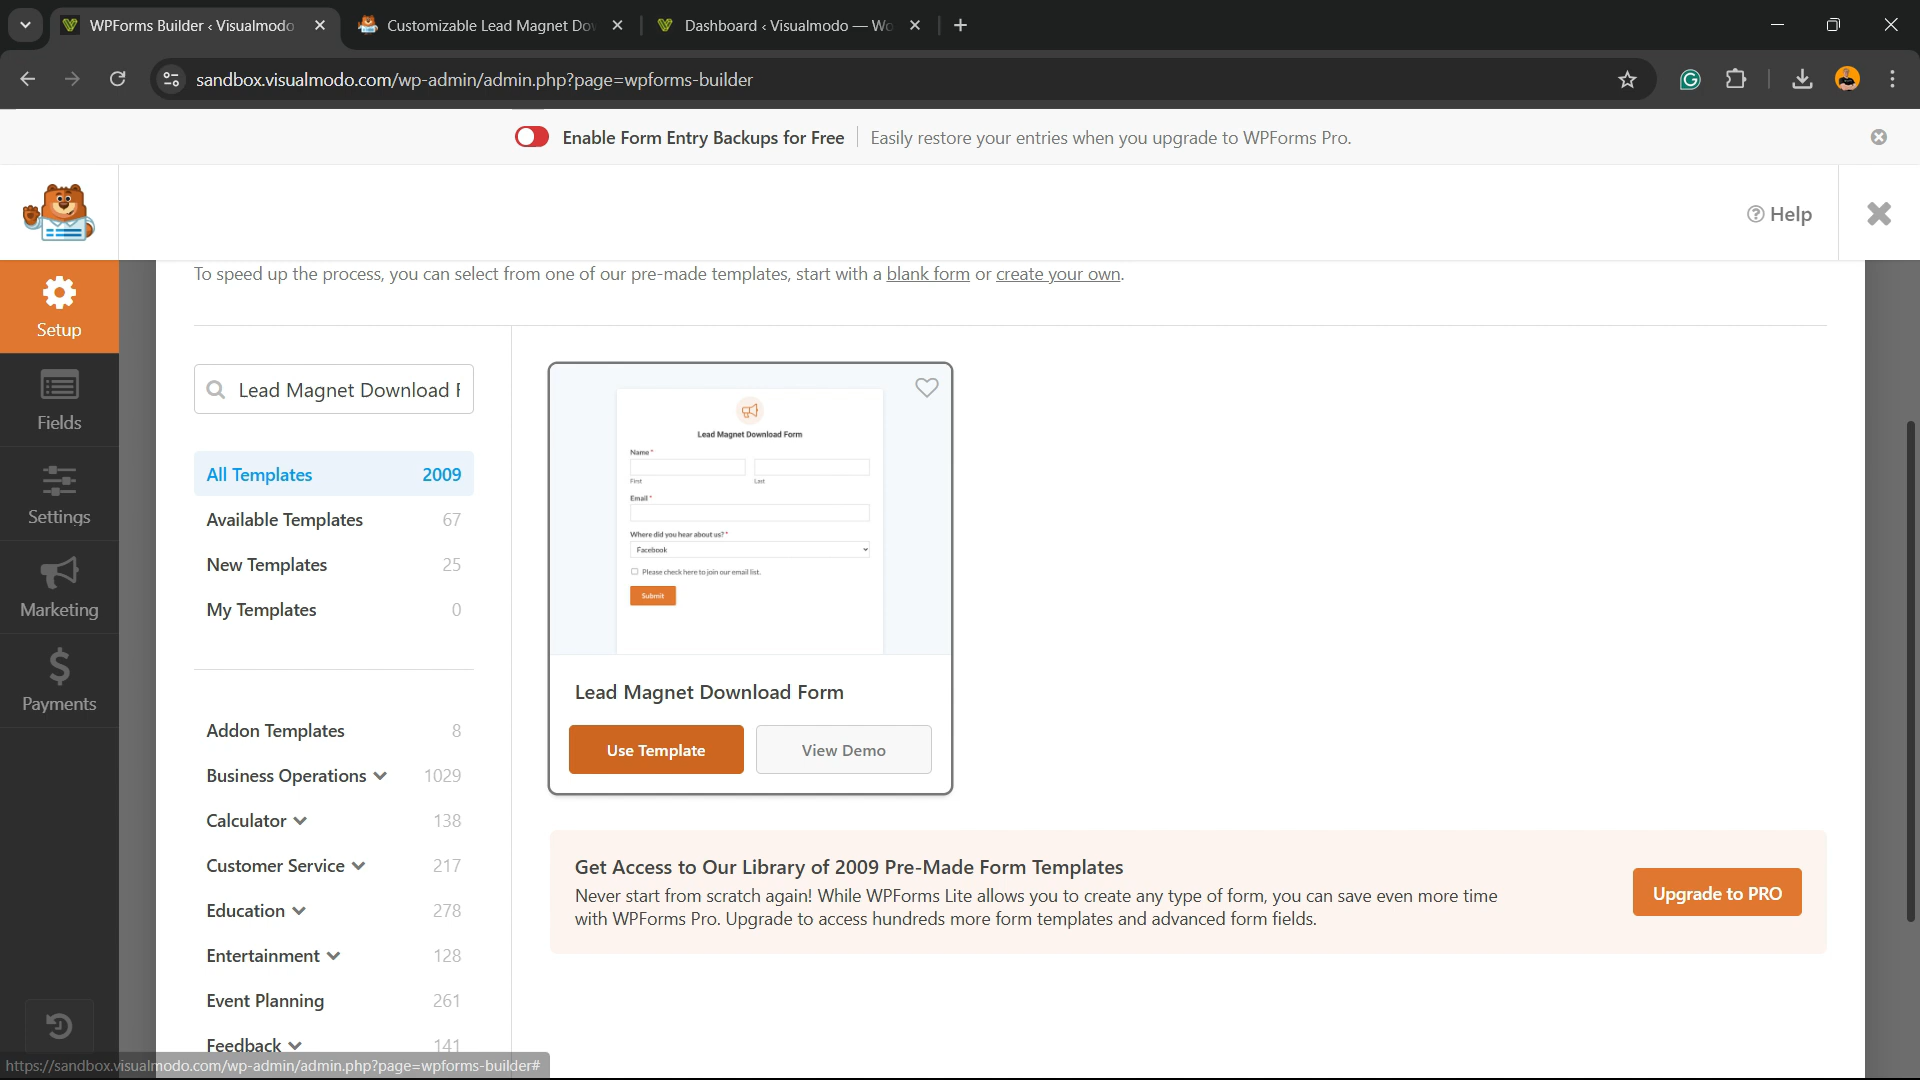 WPForms Builder ‹ Visualmodo
Customizable Lead Magnet Dov
Dashboard ‹ Visualmodo — Wo
sandbox.visualmodo.com/wp-admin/admin.php?page=wpforms-builder
Enable Form Entry Backups for Free
Easily restore your entries when you upgrade to WPForms Pro.
Help
To speed up the process, you can select from one of our pre-made templates, start with a blank form or create your own.
Setup
Fields
Settings
Marketing
Payments
Lead Magnet Download F
All Templates 2009
Available Templates 67
New Templates 25
My Templates 0
Addon Templates 8
Business Operations 1029
Calculator 138
Customer Service 217
Education 278
Entertainment 128
Event Planning 261
Feedback 141
Lead Magnet Download Form
Name *
First Last
Email *
Where did you hear about us? *
Facebook
Please check here to join our email list.
Submit
Lead Magnet Download Form
Use Template
View Demo
Get Access to Our Library of 2009 Pre-Made Form Templates
Never start from scratch again! While WPForms Lite allows you to create any type of form, you can save even more time
with WPForms Pro. Upgrade to access hundreds more form templates and advanced form fields.
Upgrade to PRO
https://sandbox.visualmodo.com/wp-admin/admin.php?page=wpforms-builder#